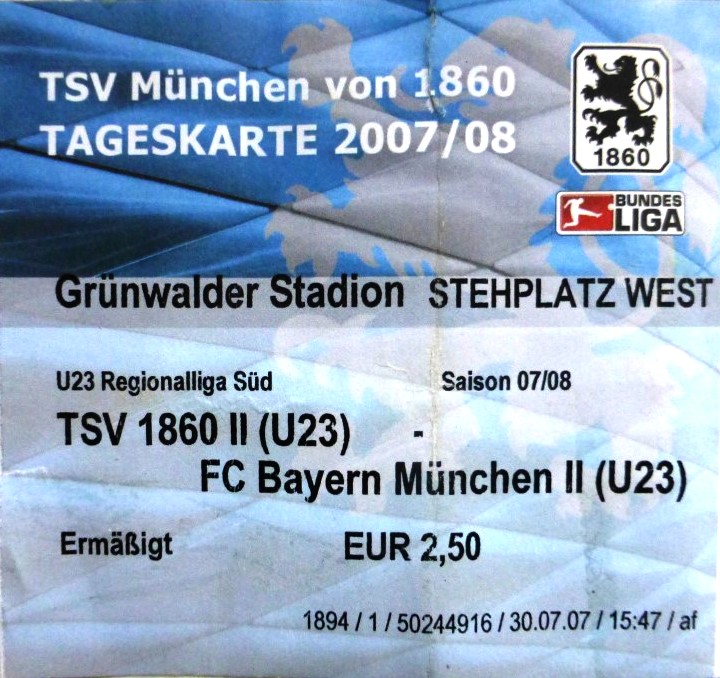 TSV München von 1860
TAGESKARTE 2007/08
1860
BUNDES
LIGA
Grünwalder Stadion STEHPLATZ WEST
U23 Regionalliga Süd Saison 07/08
TSV 1860 II (U23) -
FC Bayern München II (U23)
Ermäßigt EUR 2,50
1894 / 1 / 50244916 / 30.07.07 / 15:47 / af